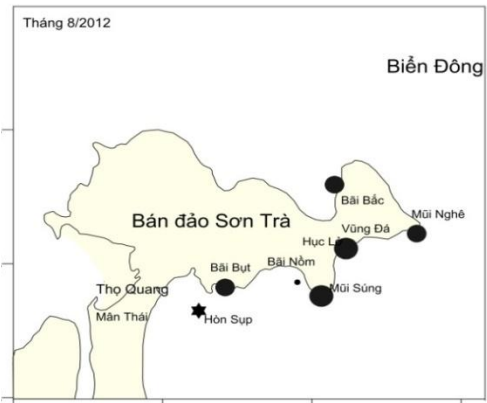 Tháng 8/2012
Biển Đông
Bãi Bắc
Mũi Nghê
Bán đảo Sơn Trà
Vũng Đá
Hục Lỡ
Bãi Nồm
Bãi Bụt
Thọ Quang
Mũi Súng
Mân Thái
Hòn Sụp